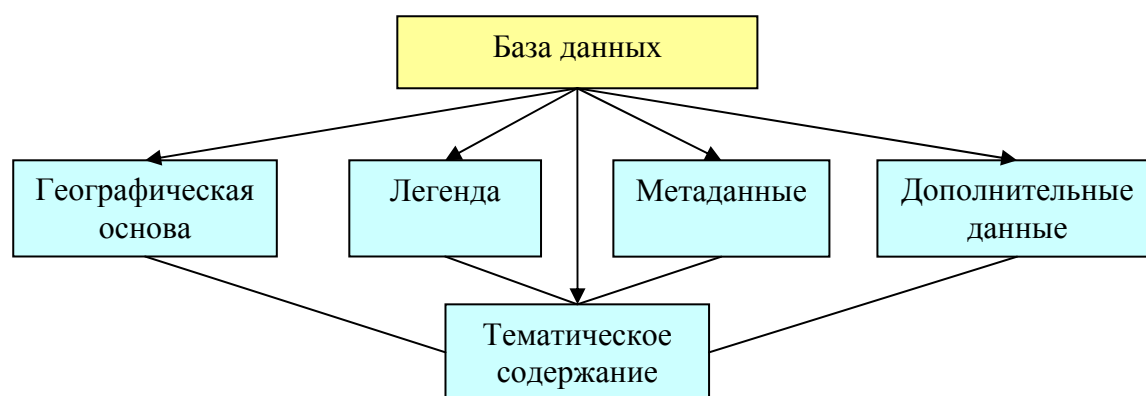 База данных
Географическая
основа
Легенда
Метаданные
Дополнительные
данные
Тематическое
содержание